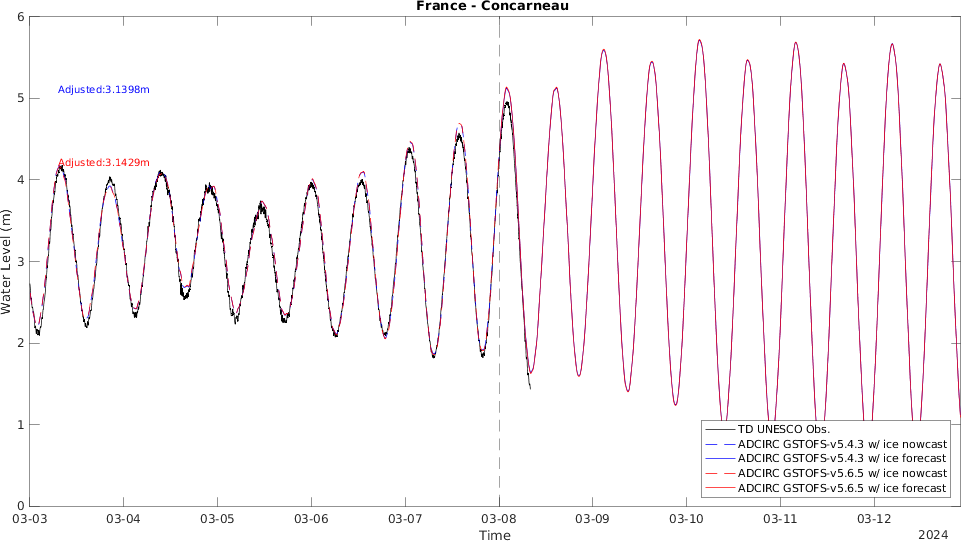 France - Concarneau
6
5
4
3
2
1
0
Water Level (m)
Adjusted:3.1398m
Adjusted:3.1429m
TD UNESCO Obs.
ADCIRC GSTOFS-v5.4.3 w/ ice nowcast
ADCIRC GSTOFS-v5.4.3 w/ ice forecast
ADCIRC GSTOFS-v5.6.5 w/ ice nowcast
ADCIRC GSTOFS-v5.6.5 w/ ice forecast
03-03 03-04 03-05 03-06 03-07 03-08 03-09 03-10 03-11 03-12
Time
2024